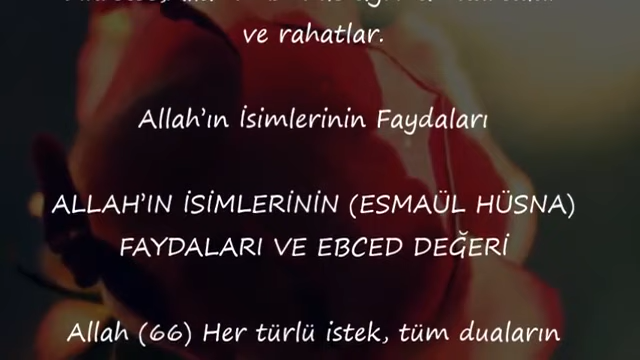 ve rahatlar.
Allah’ın İsimlerinin Faydaları
ALLAH’IN İSİMLERİNİN (ESMAÜL HÜSNA)
FAYDALARI VE EBCED DEĞERİ
Allah (66) Her türlü istek, tüm duaların